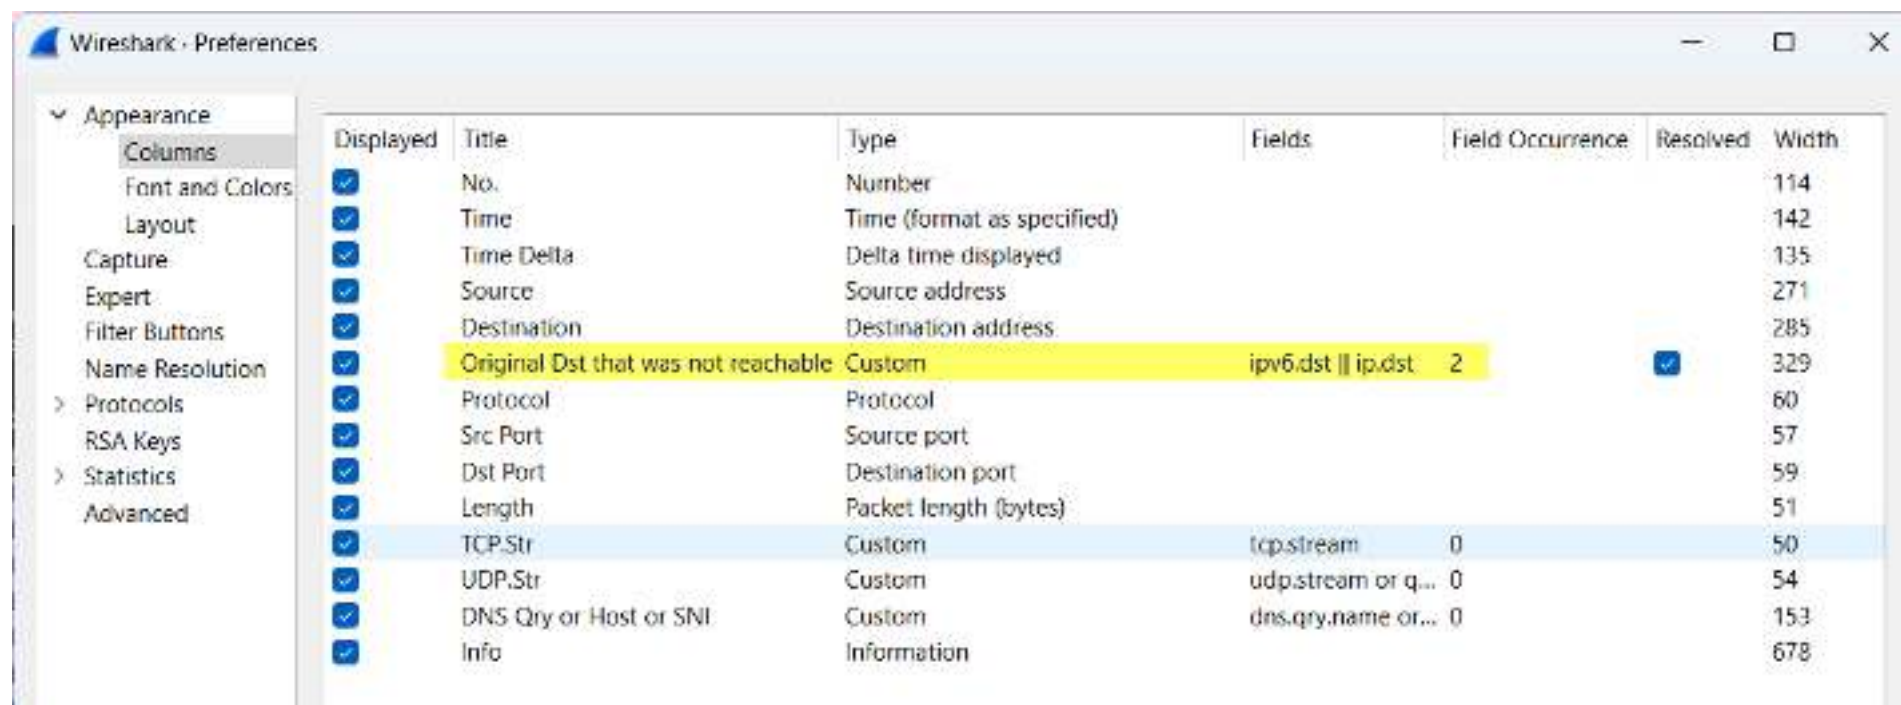 Wireshark · Preferences
Appearance
Columns
Font and Colors
Layout
Capture
Expert
Filter Buttons
Name Resolution
Protocols
RSA Keys
Statistics
Advanced
Displayed Title Type Fields Field Occurrence Resolved Width
No. Number 114
Time Time (format as specified) 142
Time Delta Delta time displayed 135
Source Source address 271
Destination Destination address 285
Original Dst that was not reachable Custom ipv6.dst || ip.dst 2 329
Protocol Protocol 60
Src Port Source port 57
Dst Port Destination port 59
Length Packet length (bytes) 51
TCP.Str Custom tcp.stream 0 50
UDP.Str Custom udp.stream or q... 0 54
DNS Qry or Host or SNI Custom dns.qry.name or... 0 153
Info Information 678